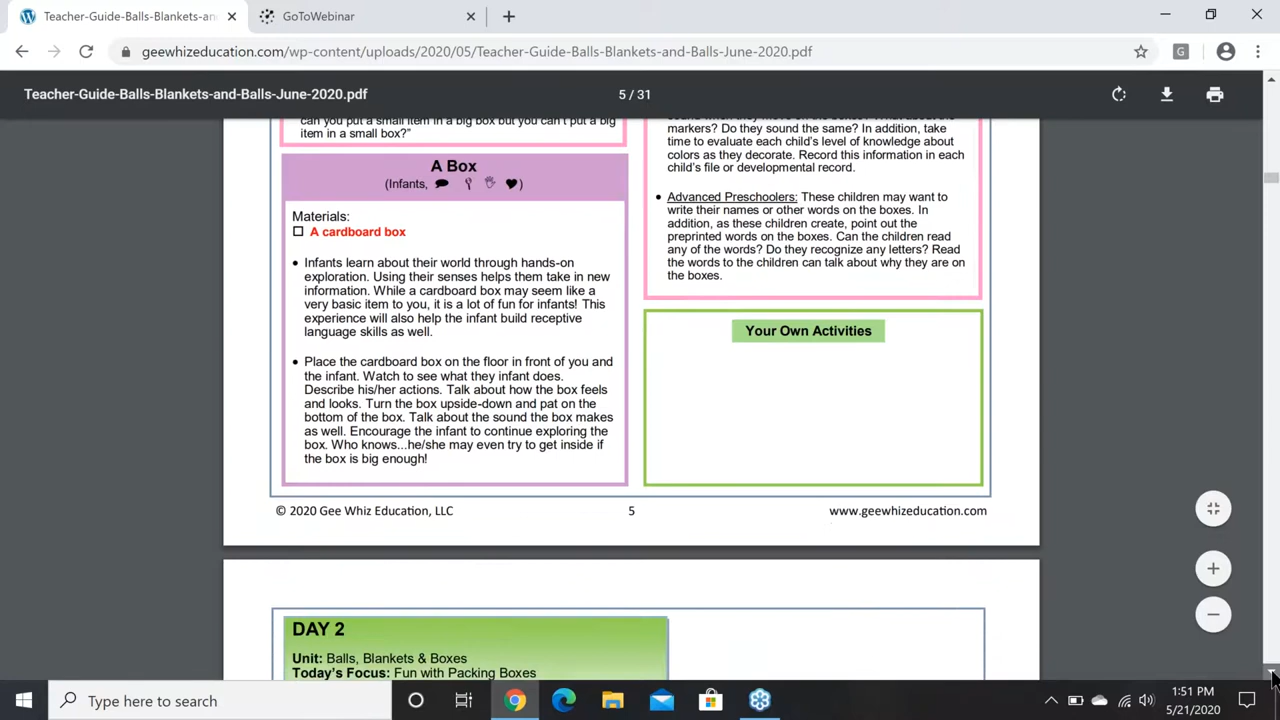 Teacher-Guide-Balls-Blankets-an
GoToWebinar
geewhizeducation.com/wp-content/uploads/2020/05/Teacher-Guide-Balls-Blankets-and-Balls-June-2020.pdf
G
Teacher-Guide-Balls-Blankets-and-Balls-June-2020.pdf
5 / 31
can you put a small item in a big box but you can't put a big
item in a small box?"
A Box
(Infants,
)
Materials:
A cardboard box
• Infants learn about their world through hands-on
exploration. Using their senses helps them take in new
information. While a cardboard box may seem like a
very basic item to you, it is a lot of fun for infants! This
experience will also help the infant build receptive
language skills as well.
• Place the cardboard box on the floor in front of you and
the infant. Watch to see what they infant does.
Describe his/her actions. Talk about how the box feels
and looks. Turn the box upside-down and pat on the
bottom of the box. Talk about the sound the box makes
as well. Encourage the infant to continue exploring the
box. Who knows...he/she may even try to get inside if
the box is big enough!
markers? Do they sound the same? In addition, take
time to evaluate each child's level of knowledge about
colors as they decorate. Record this information in each
child's file or developmental record.
• Advanced Preschoolers: These children may want to
write their names or other words on the boxes. In
addition, as these children create, point out the
preprinted words on the boxes. Can the children read
any of the words? Do they recognize any letters? Read
the words to the children can talk about why they are on
the boxes.
Your Own Activities
© 2020 Gee Whiz Education, LLC
5
www.geewhizeducation.com
DAY 2
Unit: Balls, Blankets & Boxes
Today's Focus: Fun with Packing Boxes
Type here to search
1:51 PM
5/21/2020